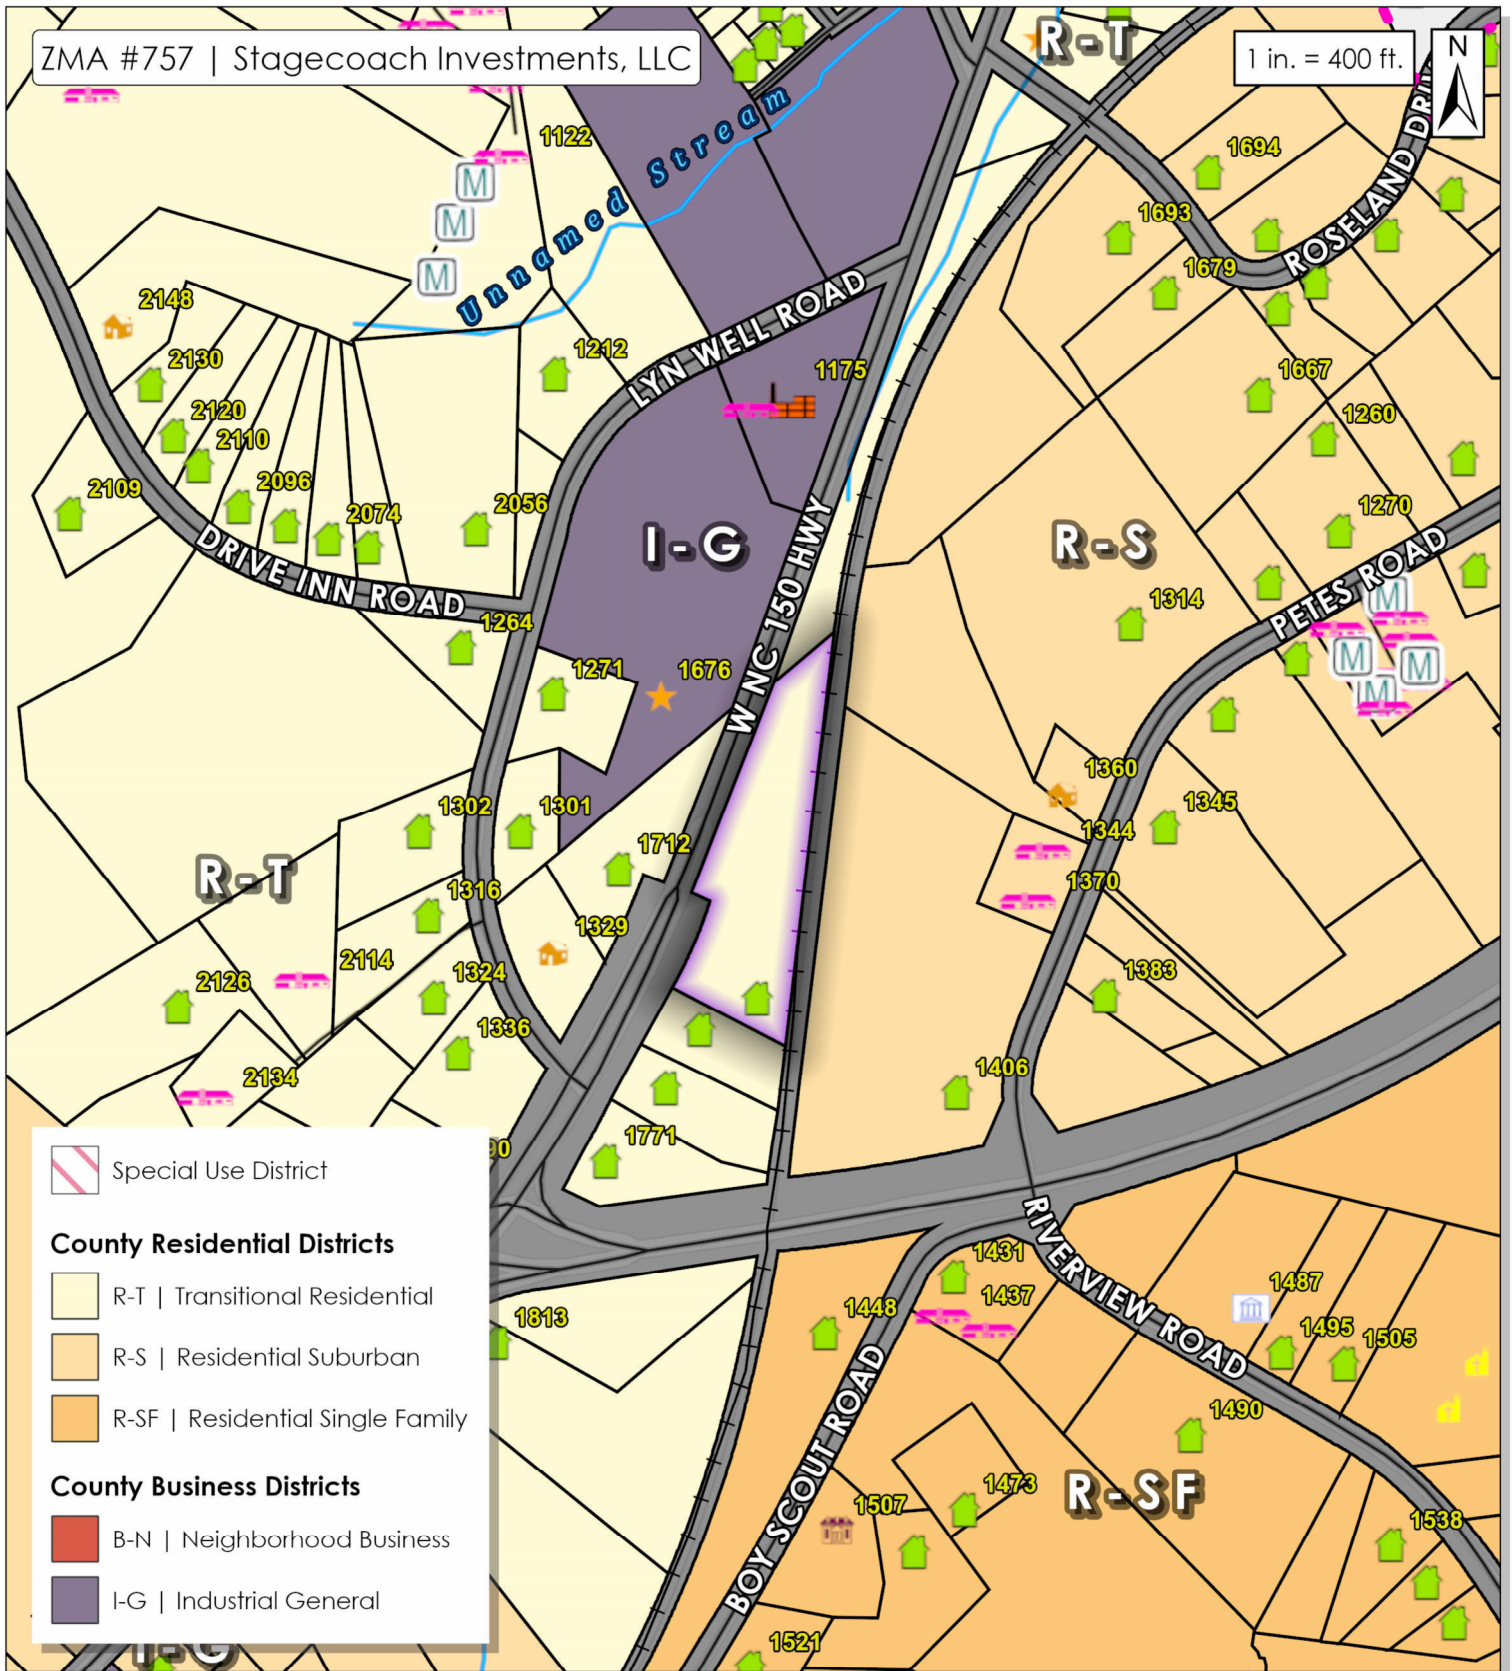 ZMA #757 | Stagecoach Investments, LLC
R-T
1 in. = 400 ft.
N
1122
Unnamed Stream
1694
1693
ROSELAND
1679
2148
LYN WELL ROAD
1212
2130
1175
1667
2120
2110
1260
2109
2096
2074
2056
1270
I-G
R-S
W NC 150 HWY
DRIVE INN ROAD
PETES ROAD
1264
1314
1271
1676
1360
1302
1301
1345
1344
1712
R-T
1316
1370
1329
2114
1324
1383
2126
1336
2134
1406
1771
90
Special Use District
County Residential Districts
R-T | Transitional Residential
R-S | Residential Suburban
R-SF | Residential Single Family
County Business Districts
B-N | Neighborhood Business
I-G | Industrial General
I-G
RIVERVIEW ROAD
1431
1437
1487
1448
1813
1495
1505
BOY SCOUT ROAD
1490
1473
R-SF
1507
1538
1521
M
M
M
M
M
M
M